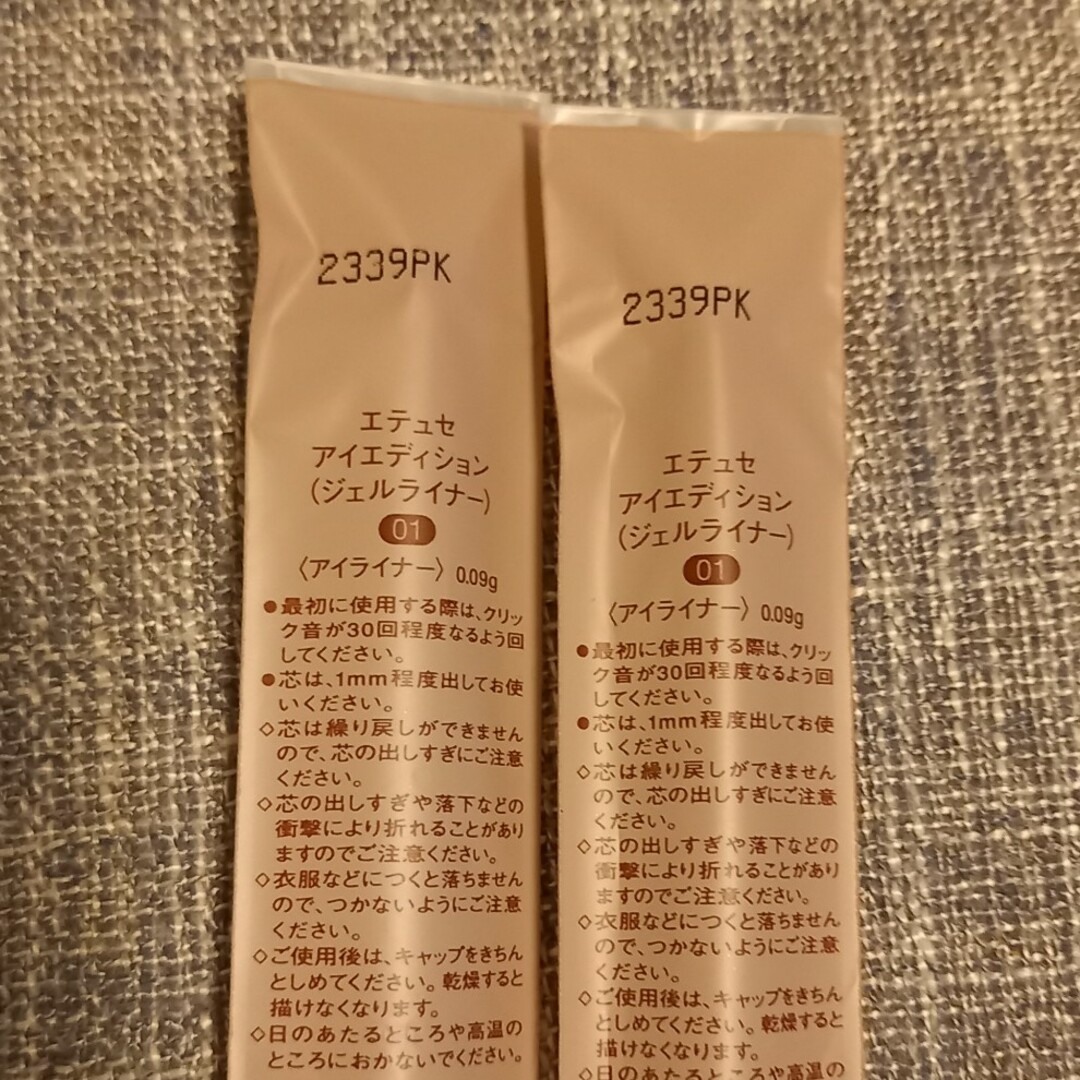 2339PK
エテュセ
アイエディション
(ジェルライナー)
01
〈アイライナー〉 0.09g
●最初に使用する際は、クリッ
ク音が30回程度なるよう回
してください。
●芯は、1mm程度出してお使
いください。
◇芯は繰り戻しができません
ので、芯の出しすぎにご注意
ください。
◇芯の出しすぎや落下などの
衝撃により折れることがあり
ますのでご注意ください。
◇衣服などにつくと落ちません
ので、つかないようにご注意
ください。
◇ご使用後は、キャップをきちん
としめてください。乾燥すると
描けなくなります。
◇日のあたるところや高温の
ところにおかないでください。
2339PK
エテュセ
アイエディション
(ジェルライナー)
01
〈アイライナー〉 0.09g
●最初に使用する際は、クリッ
ク音が30回程度なるよう回
してください。
●芯は、1mm程度出してお使
いください。
◇芯は繰り戻しができません
ので、芯の出しすぎにご注意
ください。
◇芯の出しすぎや落下などの
衝撃により折れることがあり
ますのでご注意ください。
◇衣服などにつくと落ちません
ので、つかないようにご注意
ください。
◇ご使用後は、キャップをきちん
としめてください。乾燥すると
描けなくなります。
◇日のあたるところや高温の